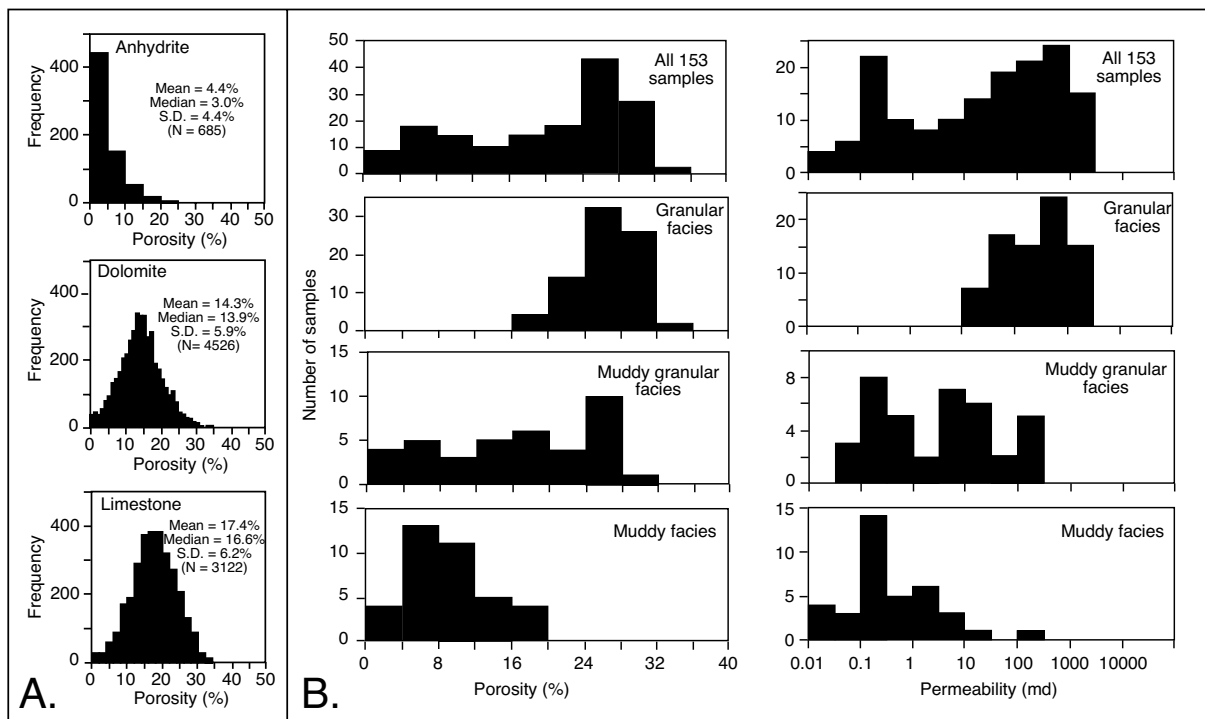 Anhydrite
Mean = 4.4%
Median = 3.0%
S.D. = 4.4%
(N = 685)
Frequency
400
200
0
0 10 20 30 40 50
Porosity (%)
Dolomite
Mean = 14.3%
Median = 13.9%
S.D. = 5.9%
(N= 4526)
Frequency
400
200
0
0 10 20 30 40 50
Porosity (%)
Limestone
Mean = 17.4%
Median = 16.6%
S.D. = 6.2%
(N = 3122)
Frequency
400
200
0
0 10 20 30 40 50
Porosity (%)
A.
Number of samples
50
40
30
20
10
0
All 153
samples
30
20
10
0
Granular
facies
15
10
5
0
Muddy granular
facies
15
10
5
0
Muddy facies
0 8 16 24 32 40
Porosity (%)
20
10
0
All 153
samples
20
10
0
Granular
facies
8
4
0
Muddy granular
facies
15
10
5
0
Muddy facies
0.01 0.1 1 10 100 1000 10000
Permeability (md)
B.